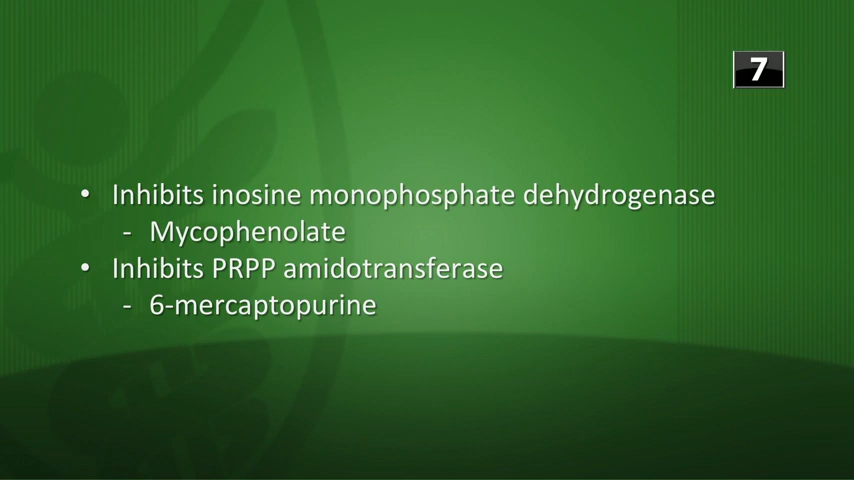 7
• Inhibits inosine monophosphate dehydrogenase
- Mycophenolate
• Inhibits PRPP amidotransferase
- 6-mercaptopurine